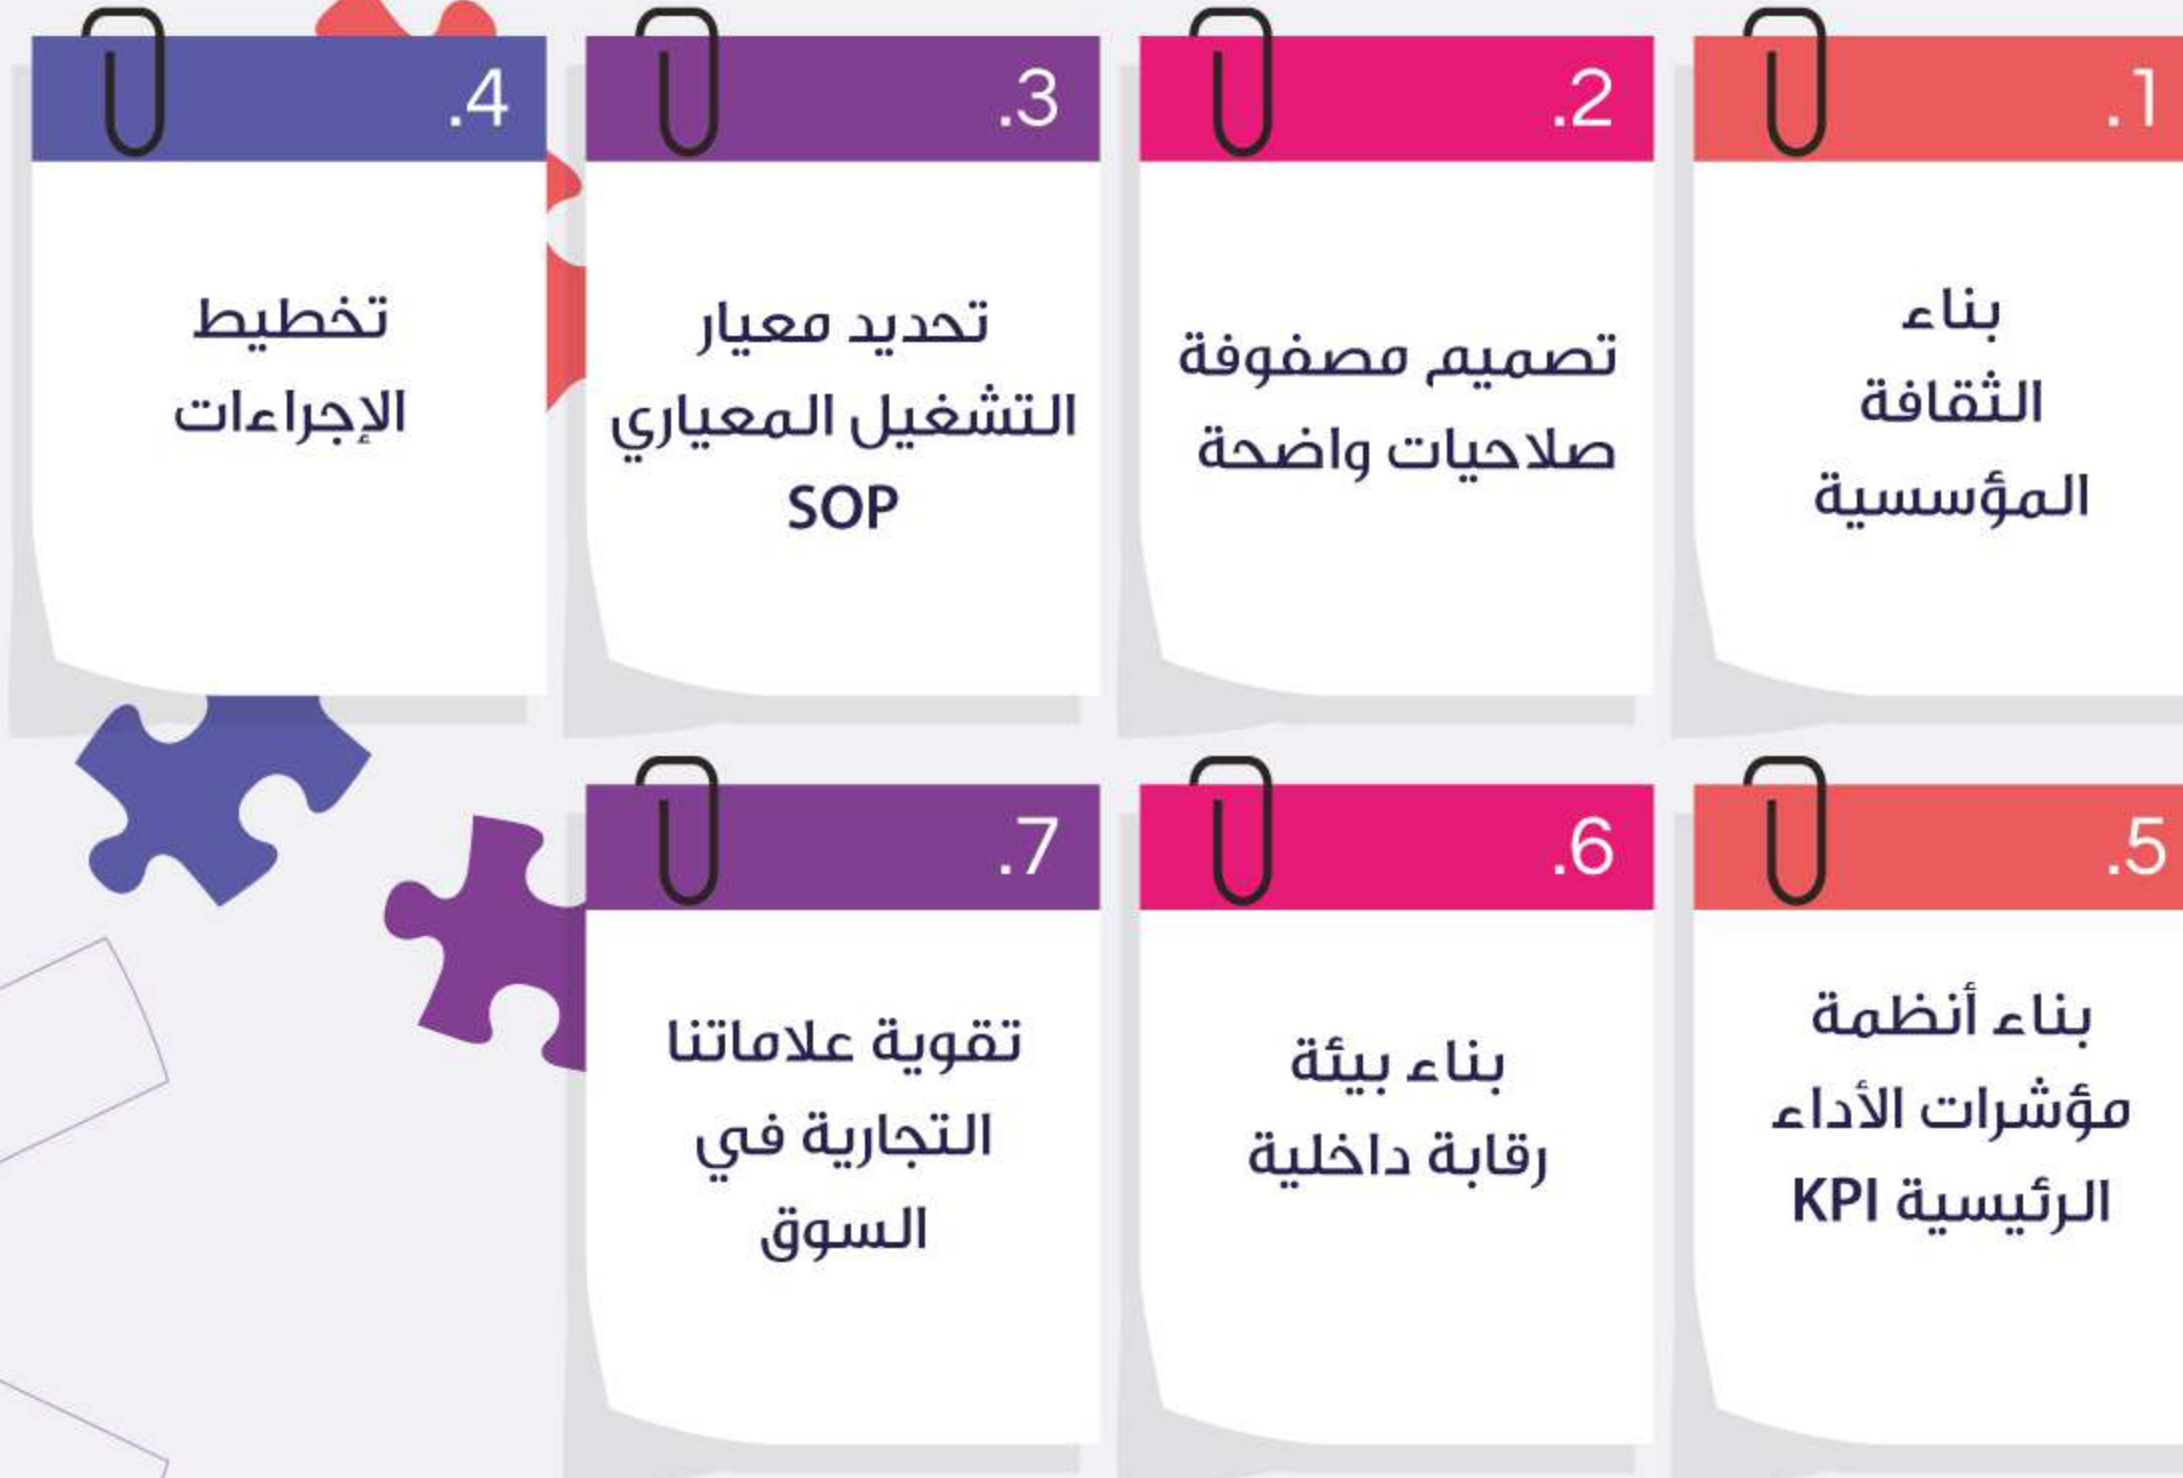 1.
بناء
الثقافة
المؤسسية
2.
تصميم مصفوفة
صلاحيات واضحة
3.
تحديد معيار
التشغيل المعياري
SOP
4.
تخطيط
الإجراءات
5.
بناء أنظمة
مؤشرات الأداء
الرئيسية KPI
6.
بناء بيئة
رقابة داخلية
7.
تقوية علاماتنا
التجارية في
السوق